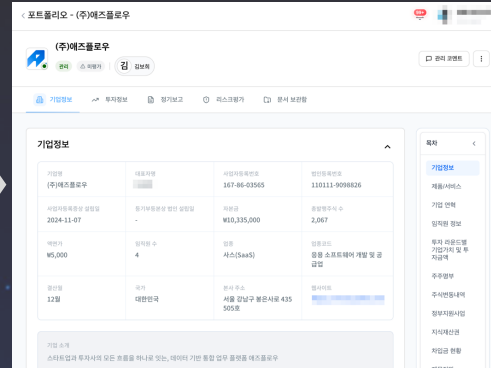 < 포트폴리오 - (주)애즈플로우
99+
(주)애즈플로우
관리 미평가 김 김보희
관리 코멘트
기업정보 투자정보 정기보고 리스크평가 문서 보관함
기업정보
목차
기업명 대표자명 사업자등록번호 법인등록번호
(주)애즈플로우 167-86-03565 110111-9098826
사업자등록증상 설립일 등기부등본상 법인 설립일 자본금 총발행주식 수
2024-11-07 - ₩10,335,000 2,067
액면가 임직원 수 업종 업종코드
₩5,000 4 사스(SaaS) 응용 소프트웨어 개발 및 공급업
결산월 국가 본사 주소 웹사이트
12월 대한민국 서울 강남구 봉은사로 435 505호
기업 소개
스타트업과 투자사의 모든 흐름을 하나로 잇는, 데이터 기반 통합 업무 플랫폼 애즈플로우
기업정보
제품/서비스
기업 연혁
임직원 정보
투자 라운드별
기업가치 및 투
자금액
주주명부
주식변동내역
정부지원사업
지식재산권
차입금 현황